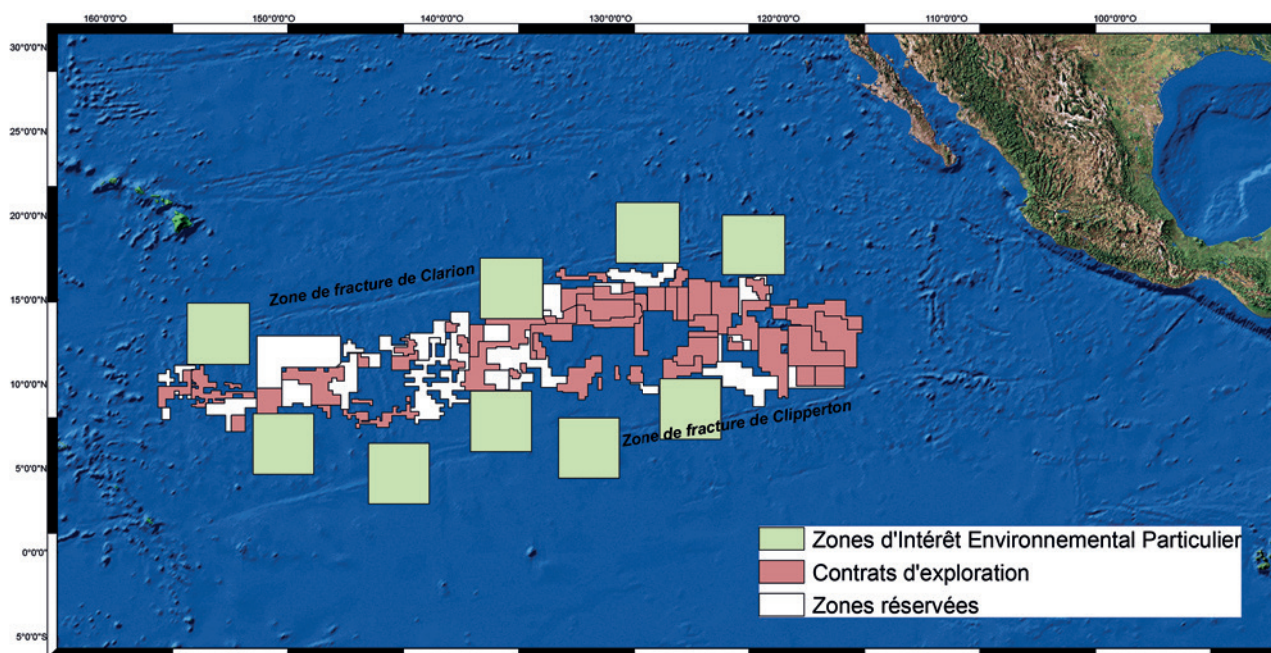 160°0'0"O 150°0'0"O 140°0'0"O 130°0'0"O 120°0'0"O 110°0'0"O 100°0'0"O
30°0'0"N
25°0'0"N
20°0'0"N
Zone de fracture de Clarion
15°0'0"N
10°0'0"N
Zone de fracture de Clipperton
5°0'0"N
Zones d'Intérêt Environnemental Particulier
0°0'0"
Contrats d'exploration
Zones réservées
5°0'0"S